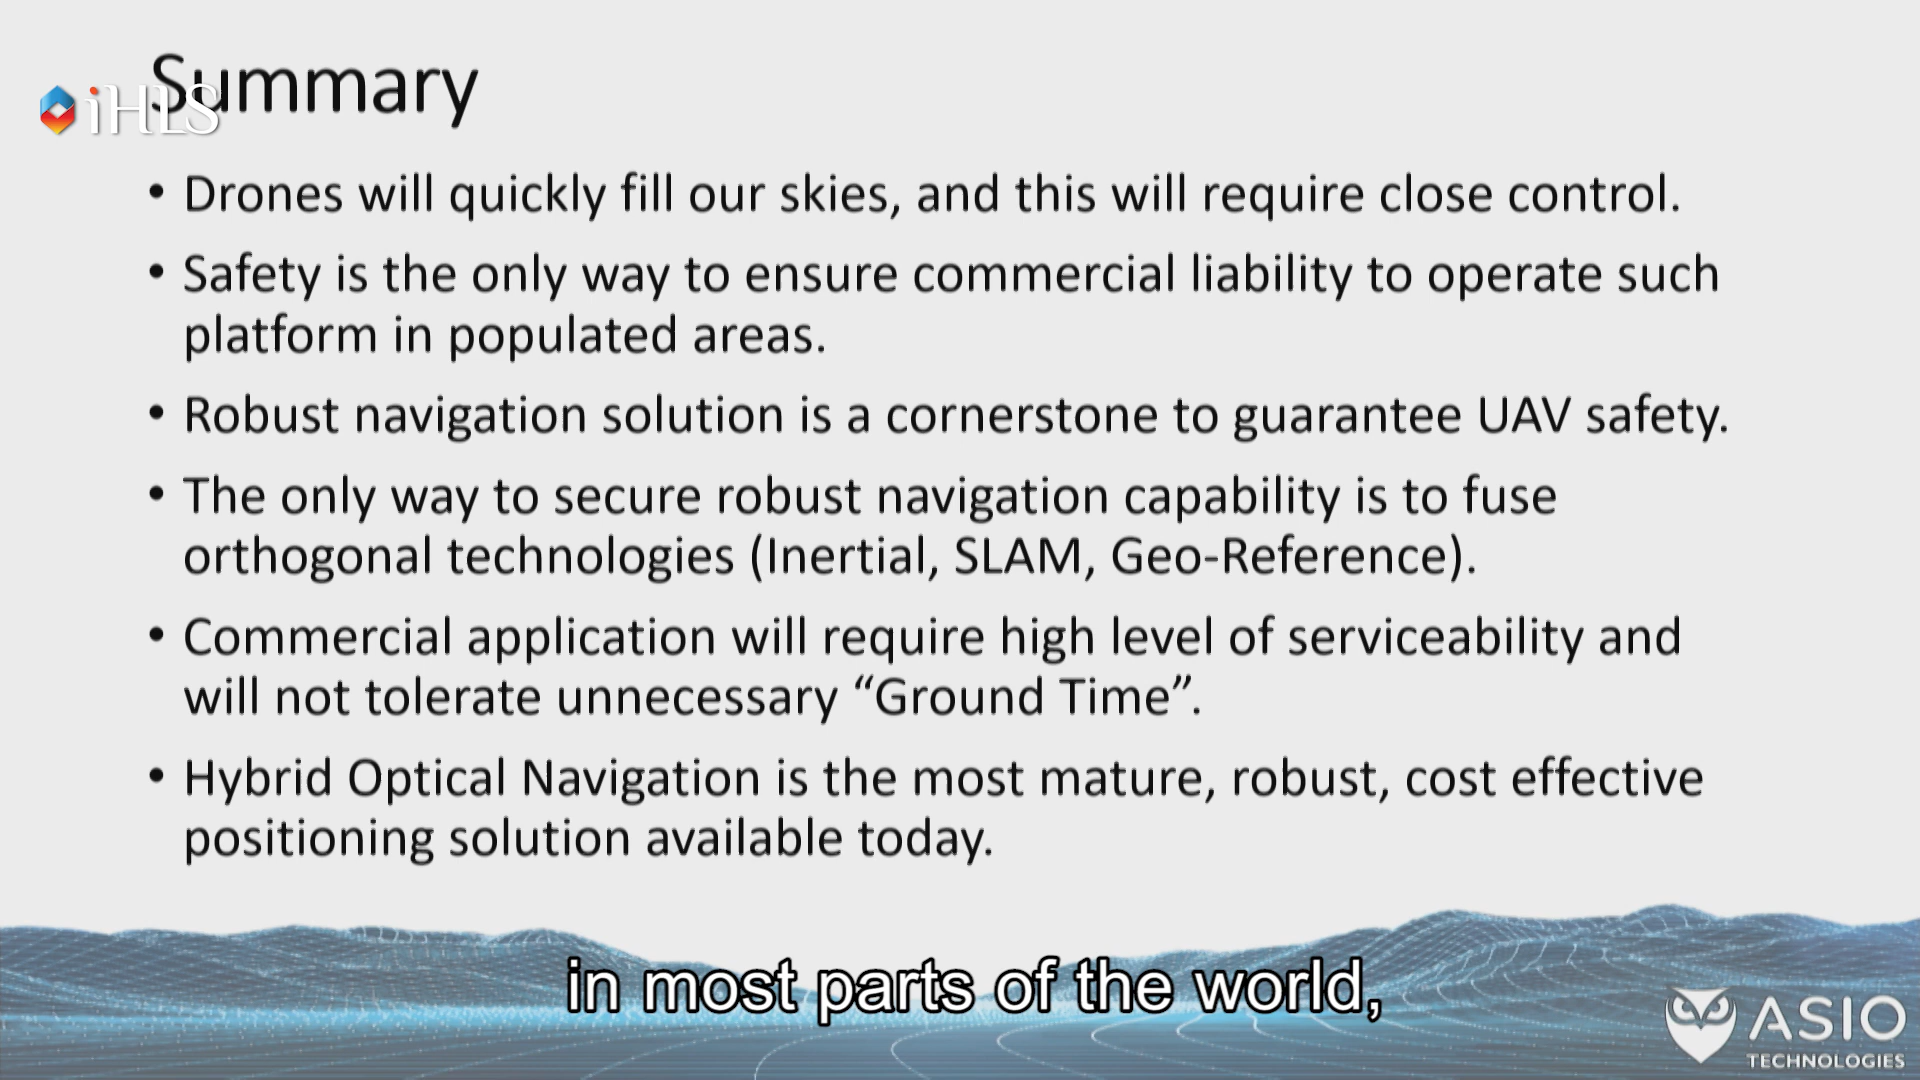 Summary
iHLS
• Drones will quickly fill our skies, and this will require close control.
• Safety is the only way to ensure commercial liability to operate such
platform in populated areas.
• Robust navigation solution is a cornerstone to guarantee UAV safety.
• The only way to secure robust navigation capability is to fuse
orthogonal technologies (Inertial, SLAM, Geo-Reference).
• Commercial application will require high level of serviceability and
will not tolerate unnecessary “Ground Time”.
• Hybrid Optical Navigation is the most mature, robust, cost effective
positioning solution available today.
in most parts of the world,
ASIO
TECHNOLOGIES